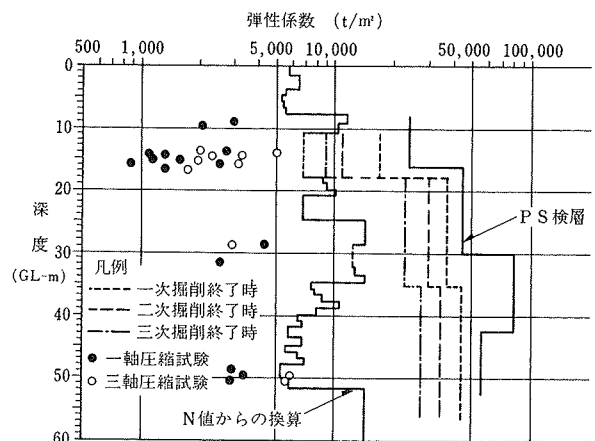 弾性係数 (t/m²)
500 1,000 5,000 10,000 50,000 100,000
0
10
20
30
40
50
60
深度
(GL-m)
PS検層
凡例
一次掘削終了時
二次掘削終了時
三次掘削終了時
一軸圧縮試験
三軸圧縮試験
N値からの換算